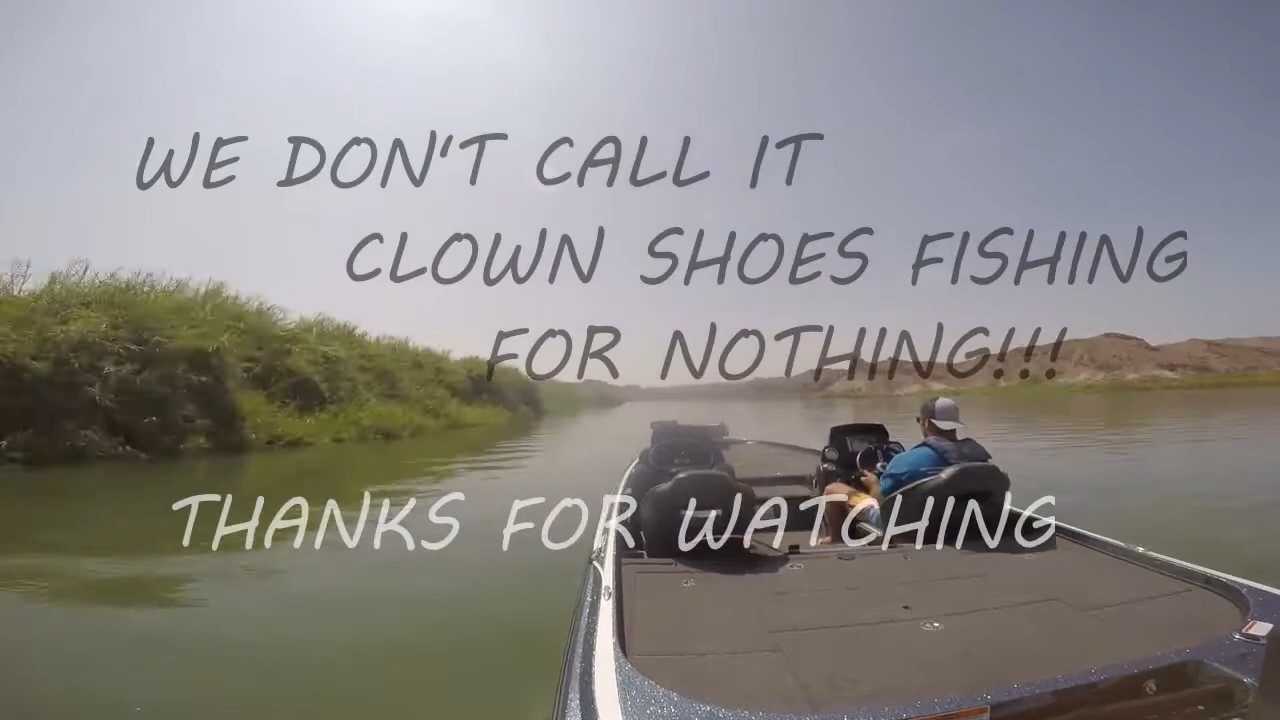 WE DON'T CALL IT
CLOWN SHOES FISHING
FOR NOTHING!!!
THANKS FOR WATCHING